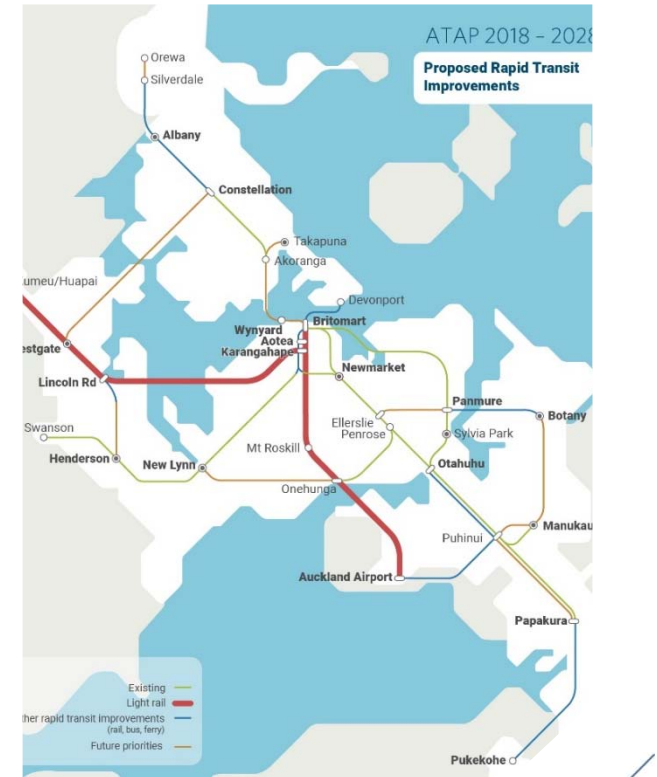 ATAP 2018 – 2028
Proposed Rapid Transit
Improvements
Orewa
Silverdale
Albany
Constellation
Takapuna
Akoranga
umeu/Huapai
Devonport
Wynyard
Britomart
Aotea
Karangahape
estgate
Newmarket
Lincoln Rd
Panmure
Ellerslie
Botany
Penrose
Sylvia Park
Swanson
Mt Roskill
Henderson
New Lynn
Otahuhu
Onehunga
Manukau
Puhinui
Auckland Airport
Papakura
Existing
Light rail
ther rapid transit improvements
(rail, bus, ferry)
Future priorities
Pukekohe